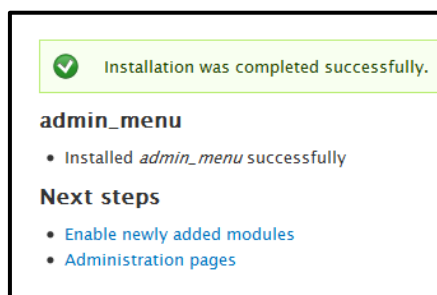 Installation was completed successfully.
admin_menu
• Installed admin_menu successfully
Next steps
• Enable newly added modules
• Administration pages